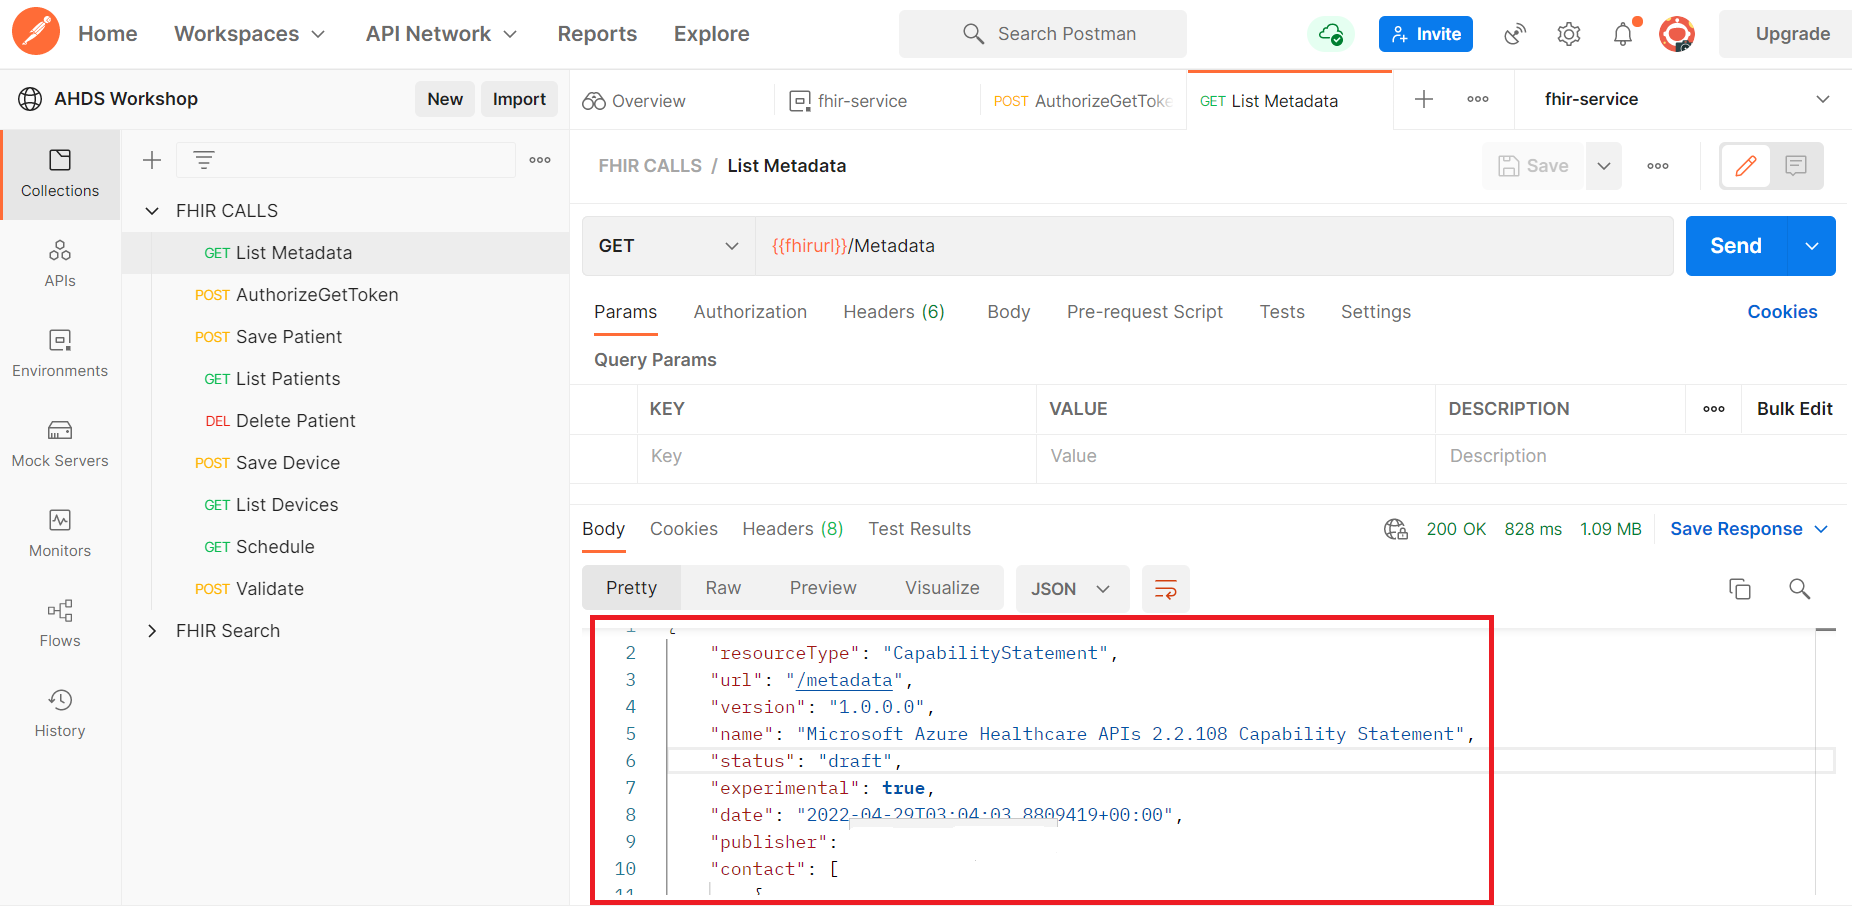 Home Workspaces API Network Reports Explore Search Postman Invite Upgrade
AHDS Workshop New Import
Overview fhir-service POST AuthorizeGetToke GET List Metadata fhir-service
Collections
APIs
Environments
Mock Servers
Monitors
Flows
History
FHIR CALLS
GET List Metadata
POST AuthorizeGetToken
POST Save Patient
GET List Patients
DEL Delete Patient
POST Save Device
GET List Devices
GET Schedule
POST Validate
FHIR Search
FHIR CALLS / List Metadata Save
GET {{fhirurl}}/Metadata Send
Params Authorization Headers (6) Body Pre-request Script Tests Settings Cookies
Query Params
KEY VALUE DESCRIPTION Bulk Edit
Key Value Description
Body Cookies Headers (8) Test Results 200 OK 828 ms 1.09 MB Save Response
Pretty Raw Preview Visualize JSON
1 {
2 "resourceType": "CapabilityStatement",
3 "url": "/metadata",
4 "version": "1.0.0.0",
5 "name": "Microsoft Azure Healthcare APIs 2.2.108 Capability Statement",
6 "status": "draft",
7 "experimental": true,
8 "date": "2022-04-29T03:04:03.8809419+00:00",
9 "publisher":
10 "contact": [
11 {